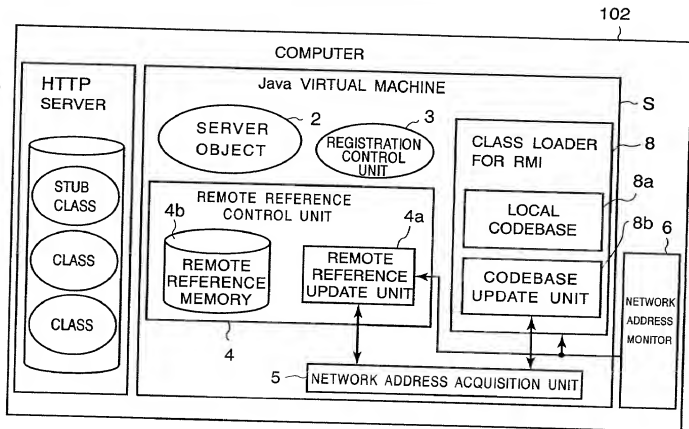 102
COMPUTER
HTTP
SERVER
STUB
CLASS
CLASS
CLASS
Java VIRTUAL MACHINE
S
2
SERVER
OBJECT
3
REGISTRATION
CONTROL
UNIT
8
CLASS LOADER
FOR RMI
8a
LOCAL
CODEBASE
8b
CODEBASE
UPDATE UNIT
REMOTE REFERENCE
CONTROL UNIT
4b
REMOTE
REFERENCE
MEMORY
4a
REMOTE
REFERENCE
UPDATE UNIT
4
5
NETWORK ADDRESS ACQUISITION UNIT
6
NETWORK
ADDRESS
MONITOR